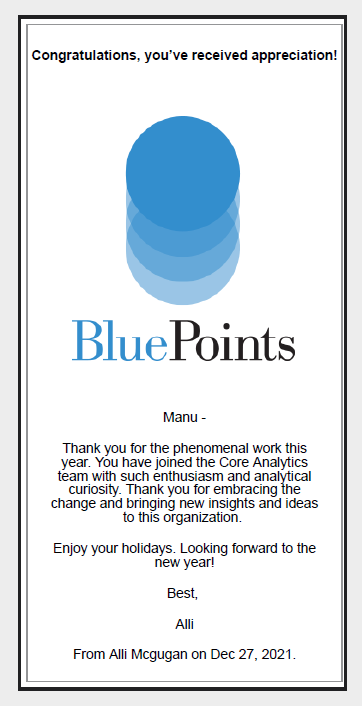 Congratulations, you’ve received appreciation!
BluePoints
Manu -
Thank you for the phenomenal work this
year. You have joined the Core Analytics
team with such enthusiasm and analytical
curiosity. Thank you for embracing the
change and bringing new insights and ideas
to this organization.
Enjoy your holidays. Looking forward to the
new year!
Best,
Alli
From Alli Mcgugan on Dec 27, 2021.